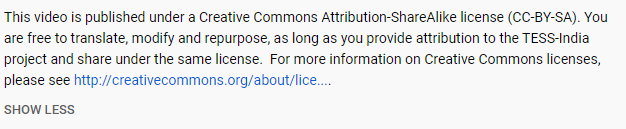 This video is published under a Creative Commons Attribution-ShareAlike license (CC-BY-SA). You
are free to translate, modify and repurpose, as long as you provide attribution to the TESS-India
project and share under the same license.  For more information on Creative Commons licenses,
please see http://creativecommons.org/about/lice....
SHOW LESS